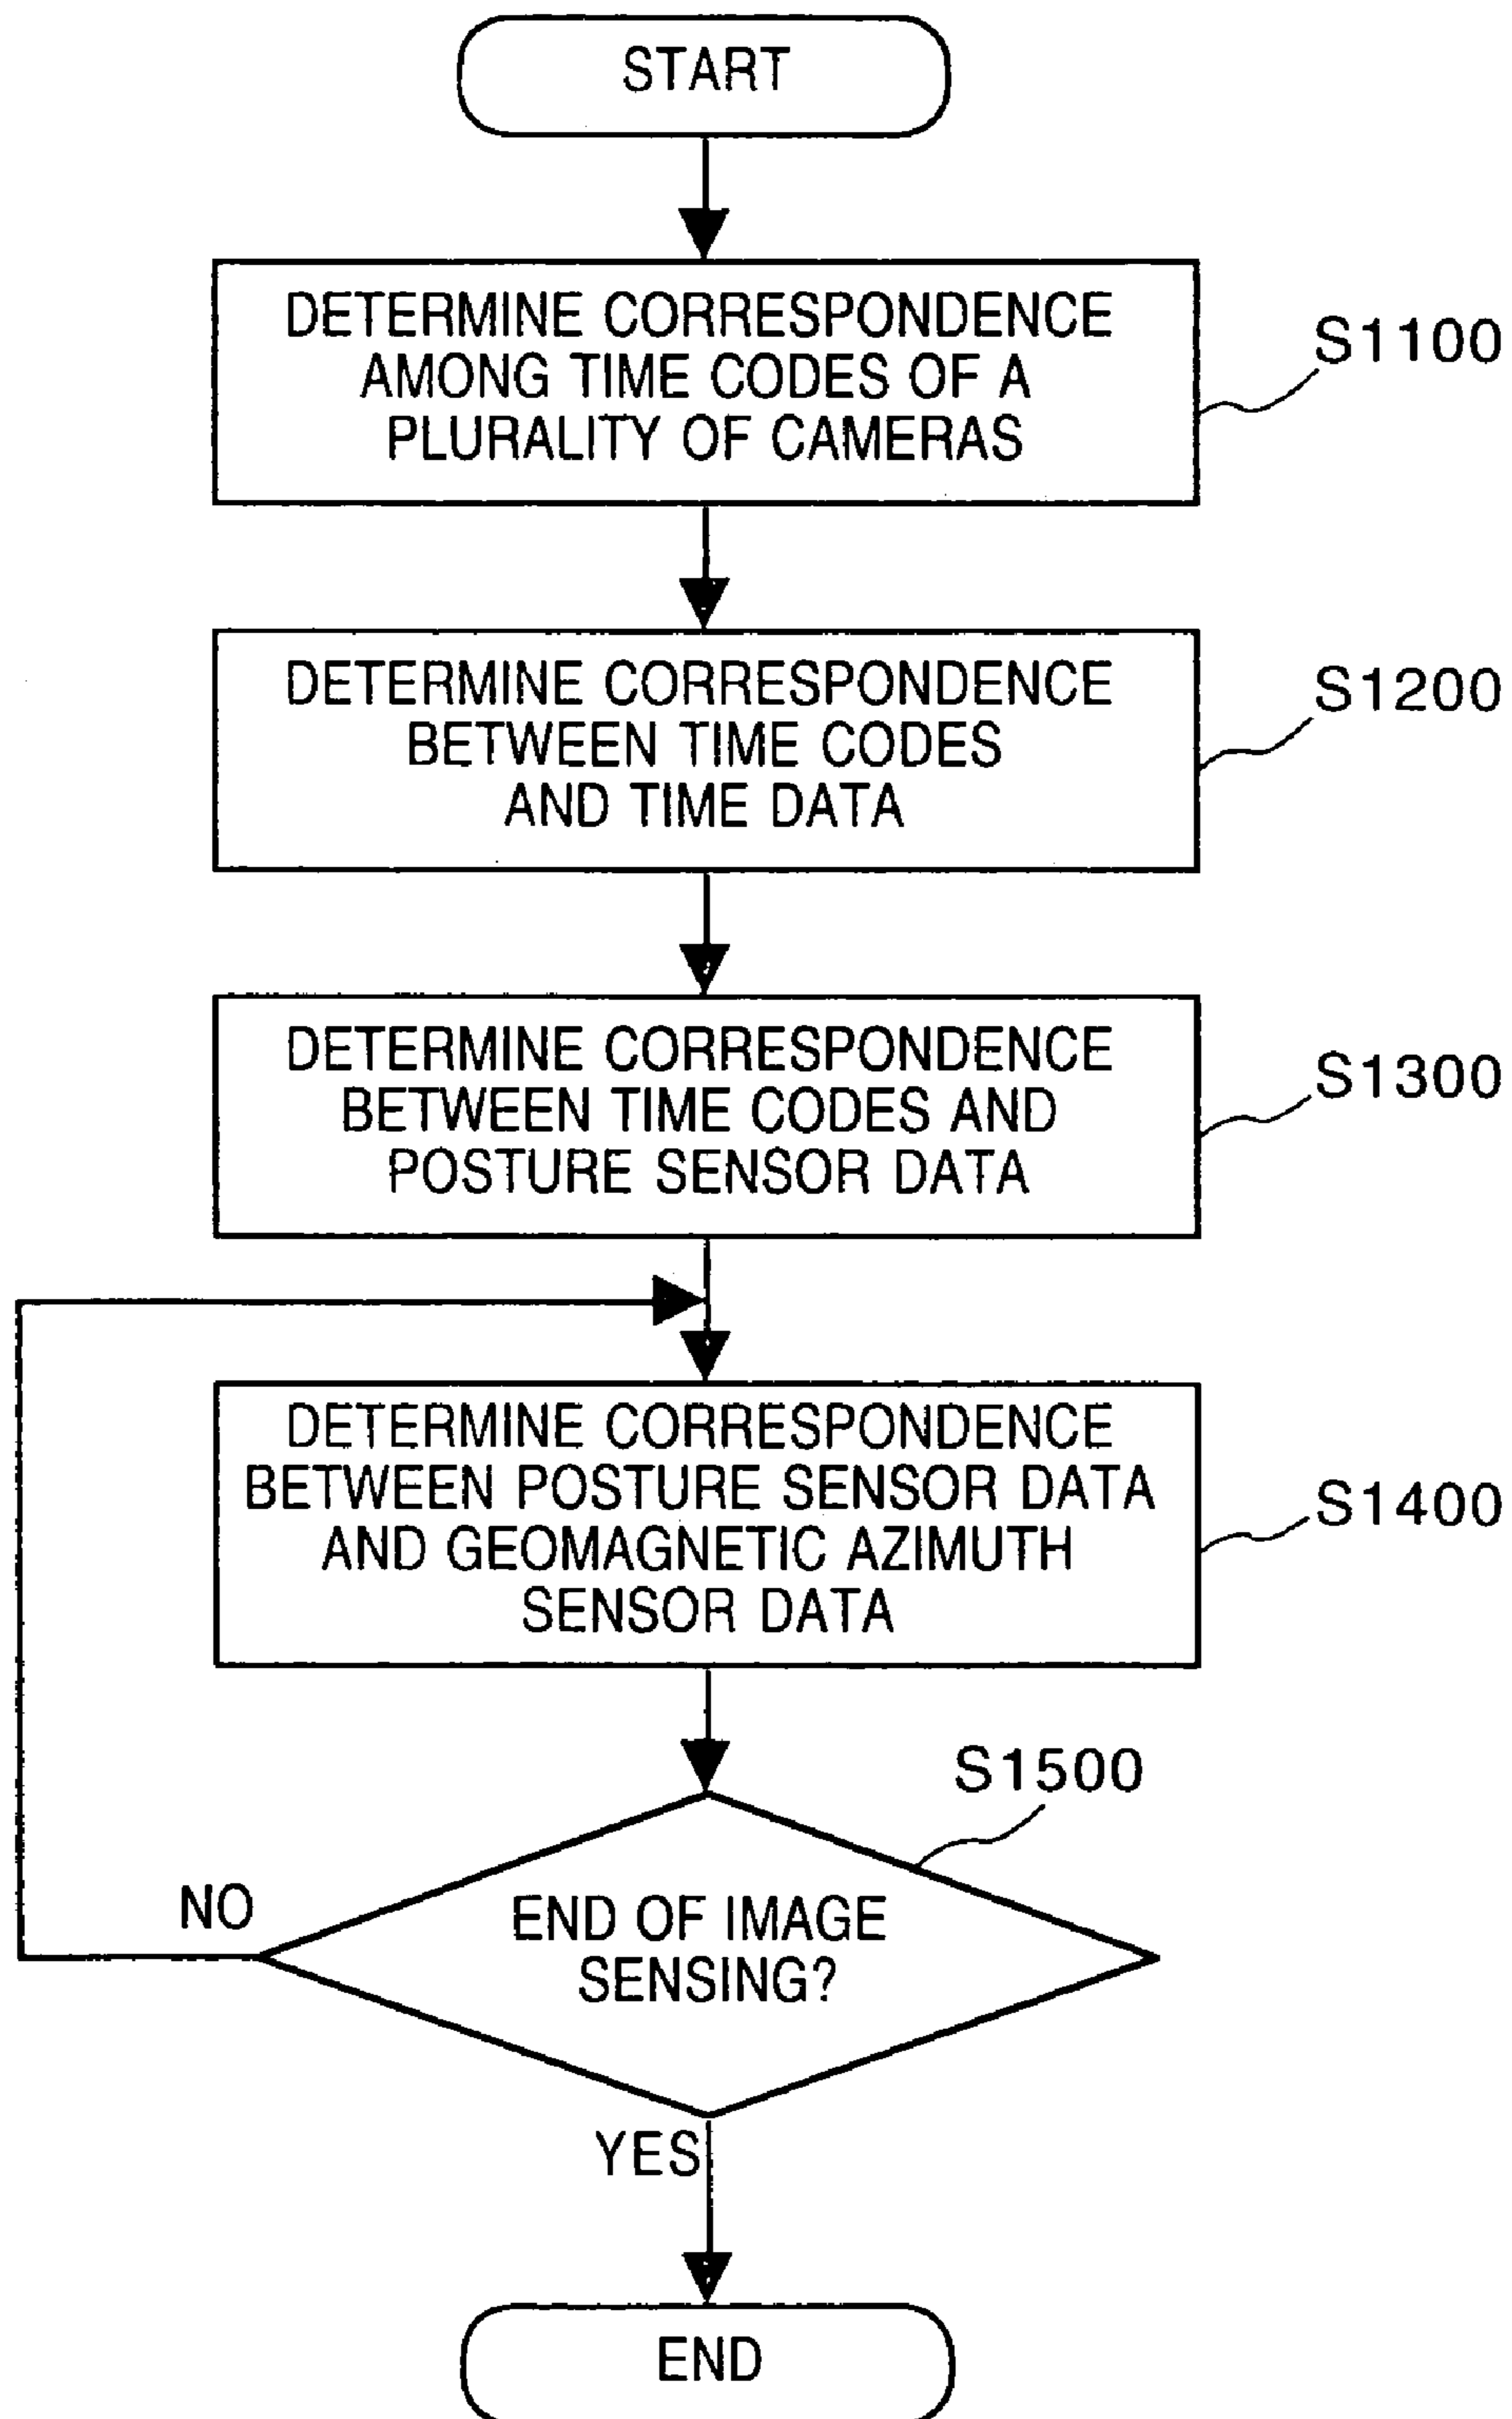 START
DETERMINE CORRESPONDENCE
AMONG TIME CODES OF A
PLURALITY OF CAMERAS
S1100
DETERMINE CORRESPONDENCE
BETWEEN TIME CODES
AND TIME DATA
S1200
DETERMINE CORRESPONDENCE
BETWEEN TIME CODES AND
POSTURE SENSOR DATA
S1300
DETERMINE CORRESPONDENCE
BETWEEN POSTURE SENSOR DATA
AND GEOMAGNETIC AZIMUTH
SENSOR DATA
S1400
S1500
NO
END OF IMAGE
SENSING?
YES
END